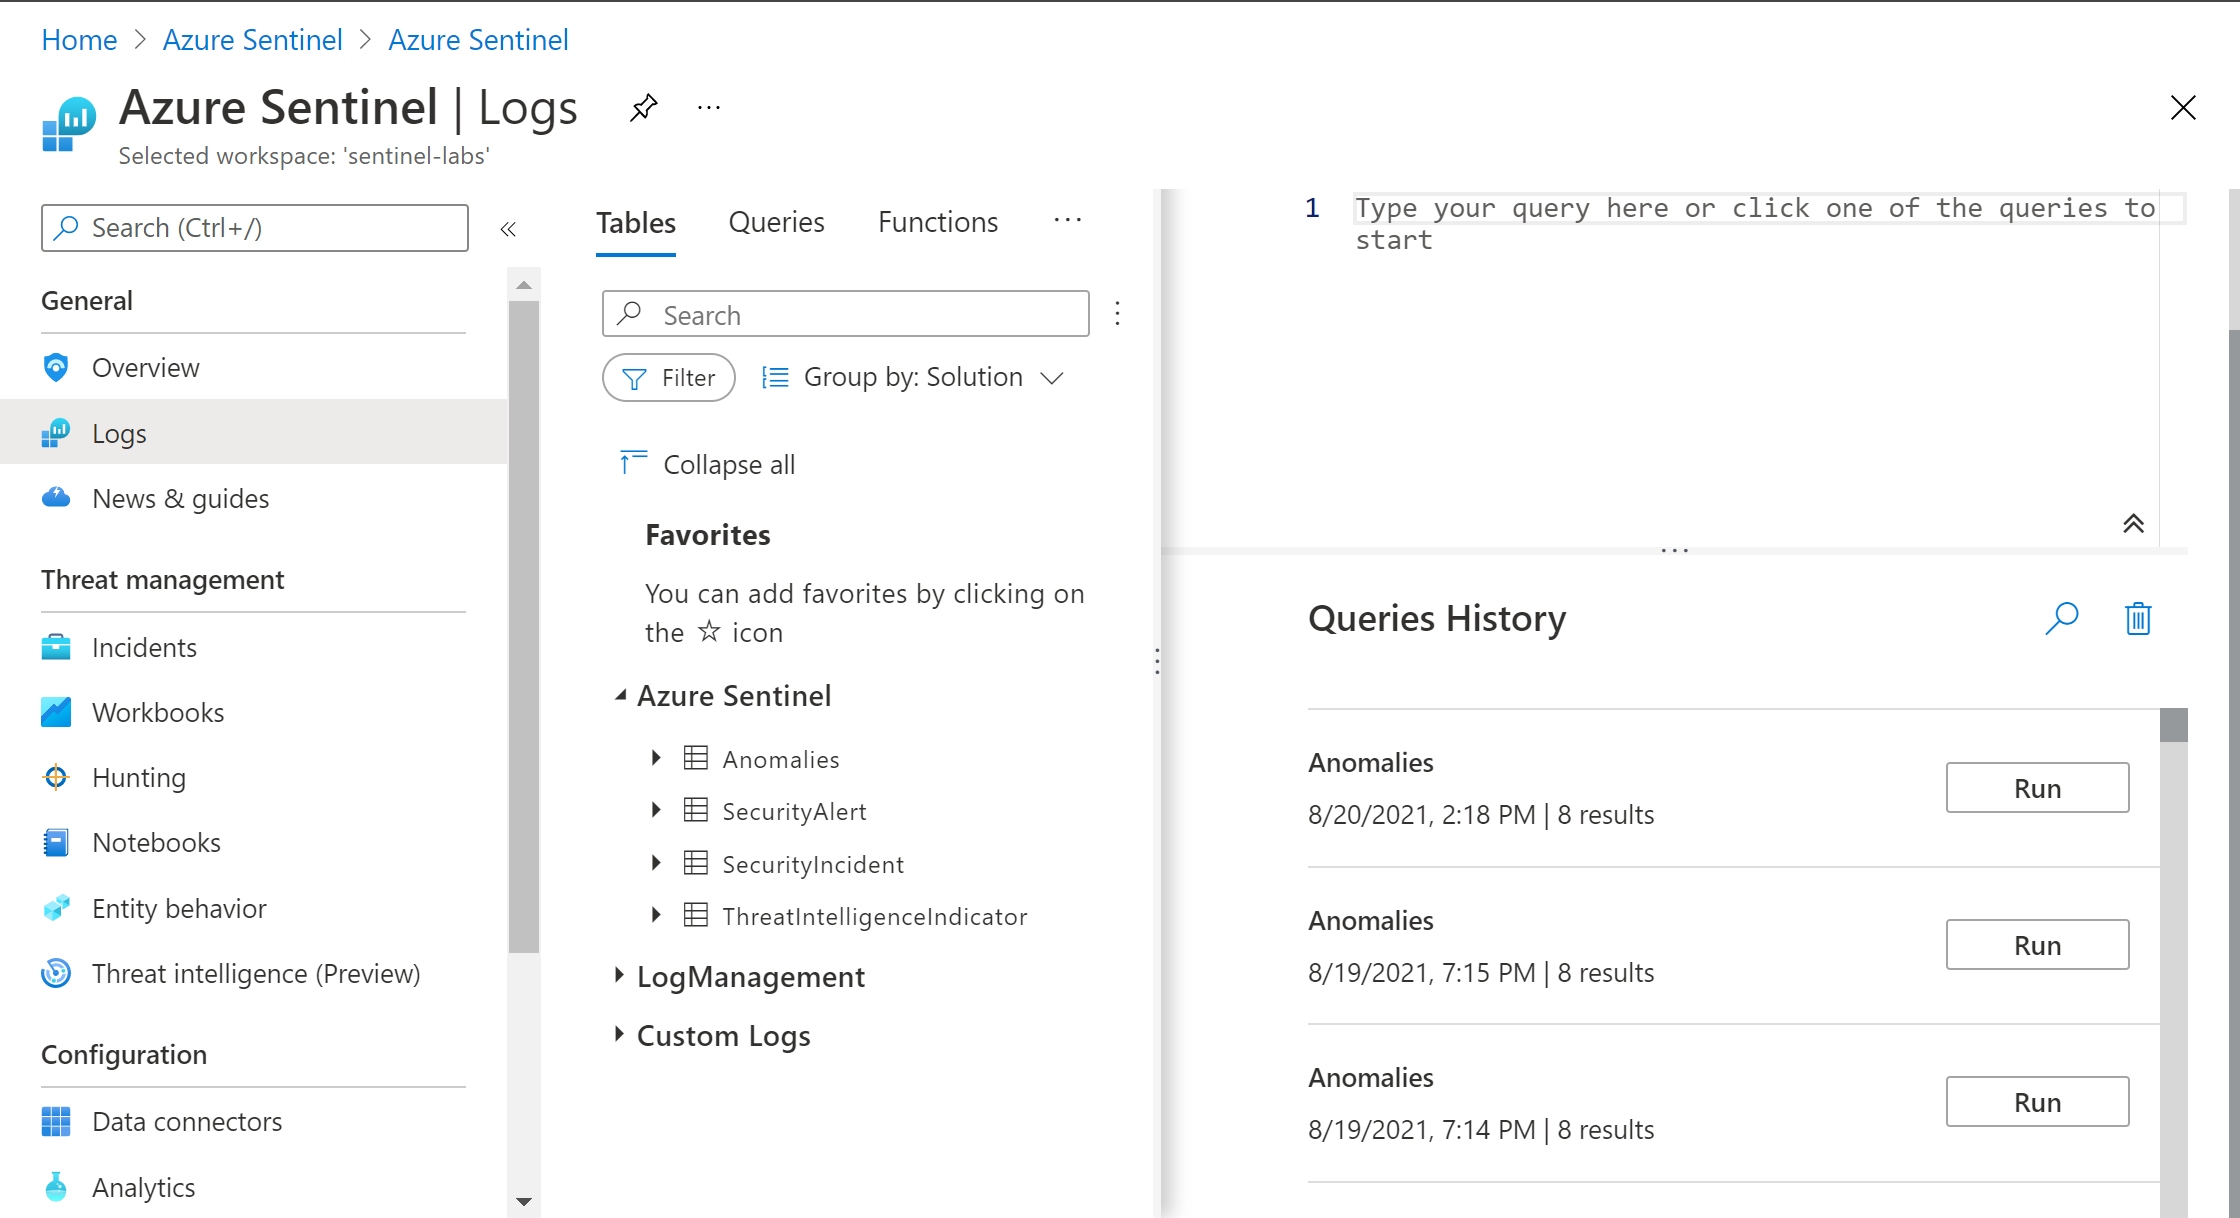 Home > Azure Sentinel > Azure Sentinel
Azure Sentinel | Logs
Selected workspace: 'sentinel-labs'
Search (Ctrl+/)
General
Overview
Logs
News & guides
Threat management
Incidents
Workbooks
Hunting
Notebooks
Entity behavior
Threat intelligence (Preview)
Configuration
Data connectors
Analytics
Tables Queries Functions
Search
Filter Group by: Solution
Collapse all
Favorites
You can add favorites by clicking on
the ☆ icon
Azure Sentinel
Anomalies
SecurityAlert
SecurityIncident
ThreatIntelligenceIndicator
LogManagement
Custom Logs
1 Type your query here or click one of the queries to
start
Queries History
Anomalies
8/20/2021, 2:18 PM | 8 results
Run
Anomalies
8/19/2021, 7:15 PM | 8 results
Run
Anomalies
8/19/2021, 7:14 PM | 8 results
Run